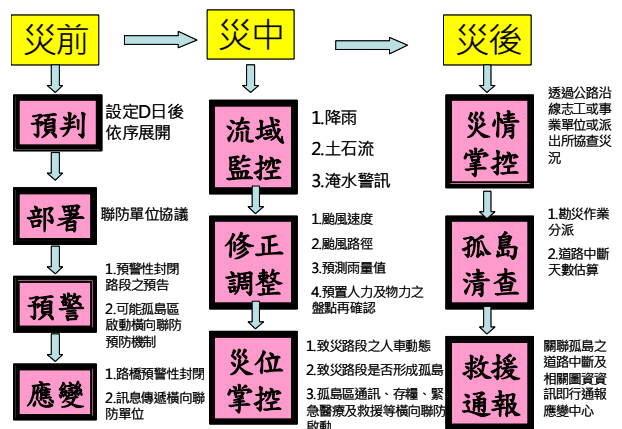 災前
災中
災後
預判
設定D日後
依序展開
部署
聯防單位協議
預警
1.預警性封閉
路段之預告
2.可能孤島區
啟動橫向聯防
預防機制
應變
1.路橋預警性封閉
2.訊息傳遞橫向聯
防單位
流域
監控
1.降雨
2.土石流
3.淹水警訊
修正
調整
1.颱風速度
2.颱風路徑
3.預測雨量值
4.預置人力及物力之
盤點再確認
災位
掌控
1.致災路段之人車動態
2.致災路段是否形成孤島
3.孤島區通訊、存糧、緊
急醫療及救援等橫向聯防
啟動
災情
掌控
透過公路沿
線志工或事
業單位或派
出所協查災
況
孤島
清查
1.勘災作業
分派
2.道路中斷
天數估算
救援
通報
關聯孤島之
道路中斷及
相關圖資資
訊即行通報
應變中心